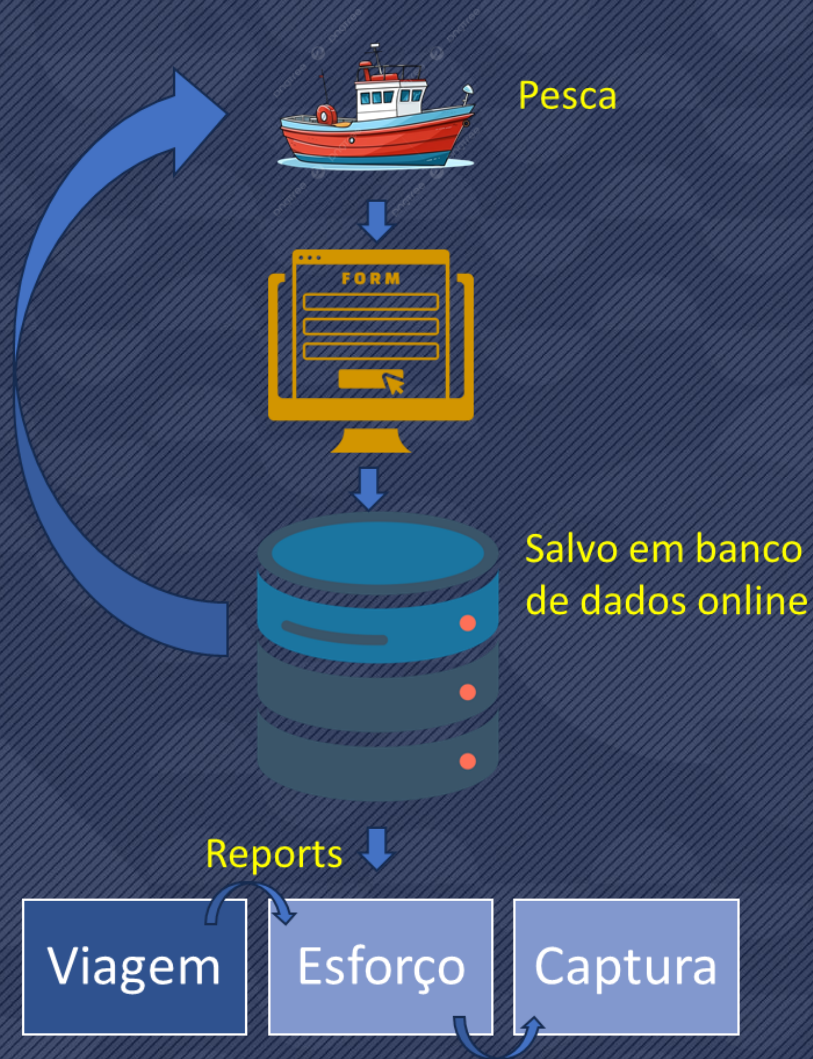 Pesca
FORM
Salvo em banco
de dados online
Reports
Viagem
Esforço
Captura